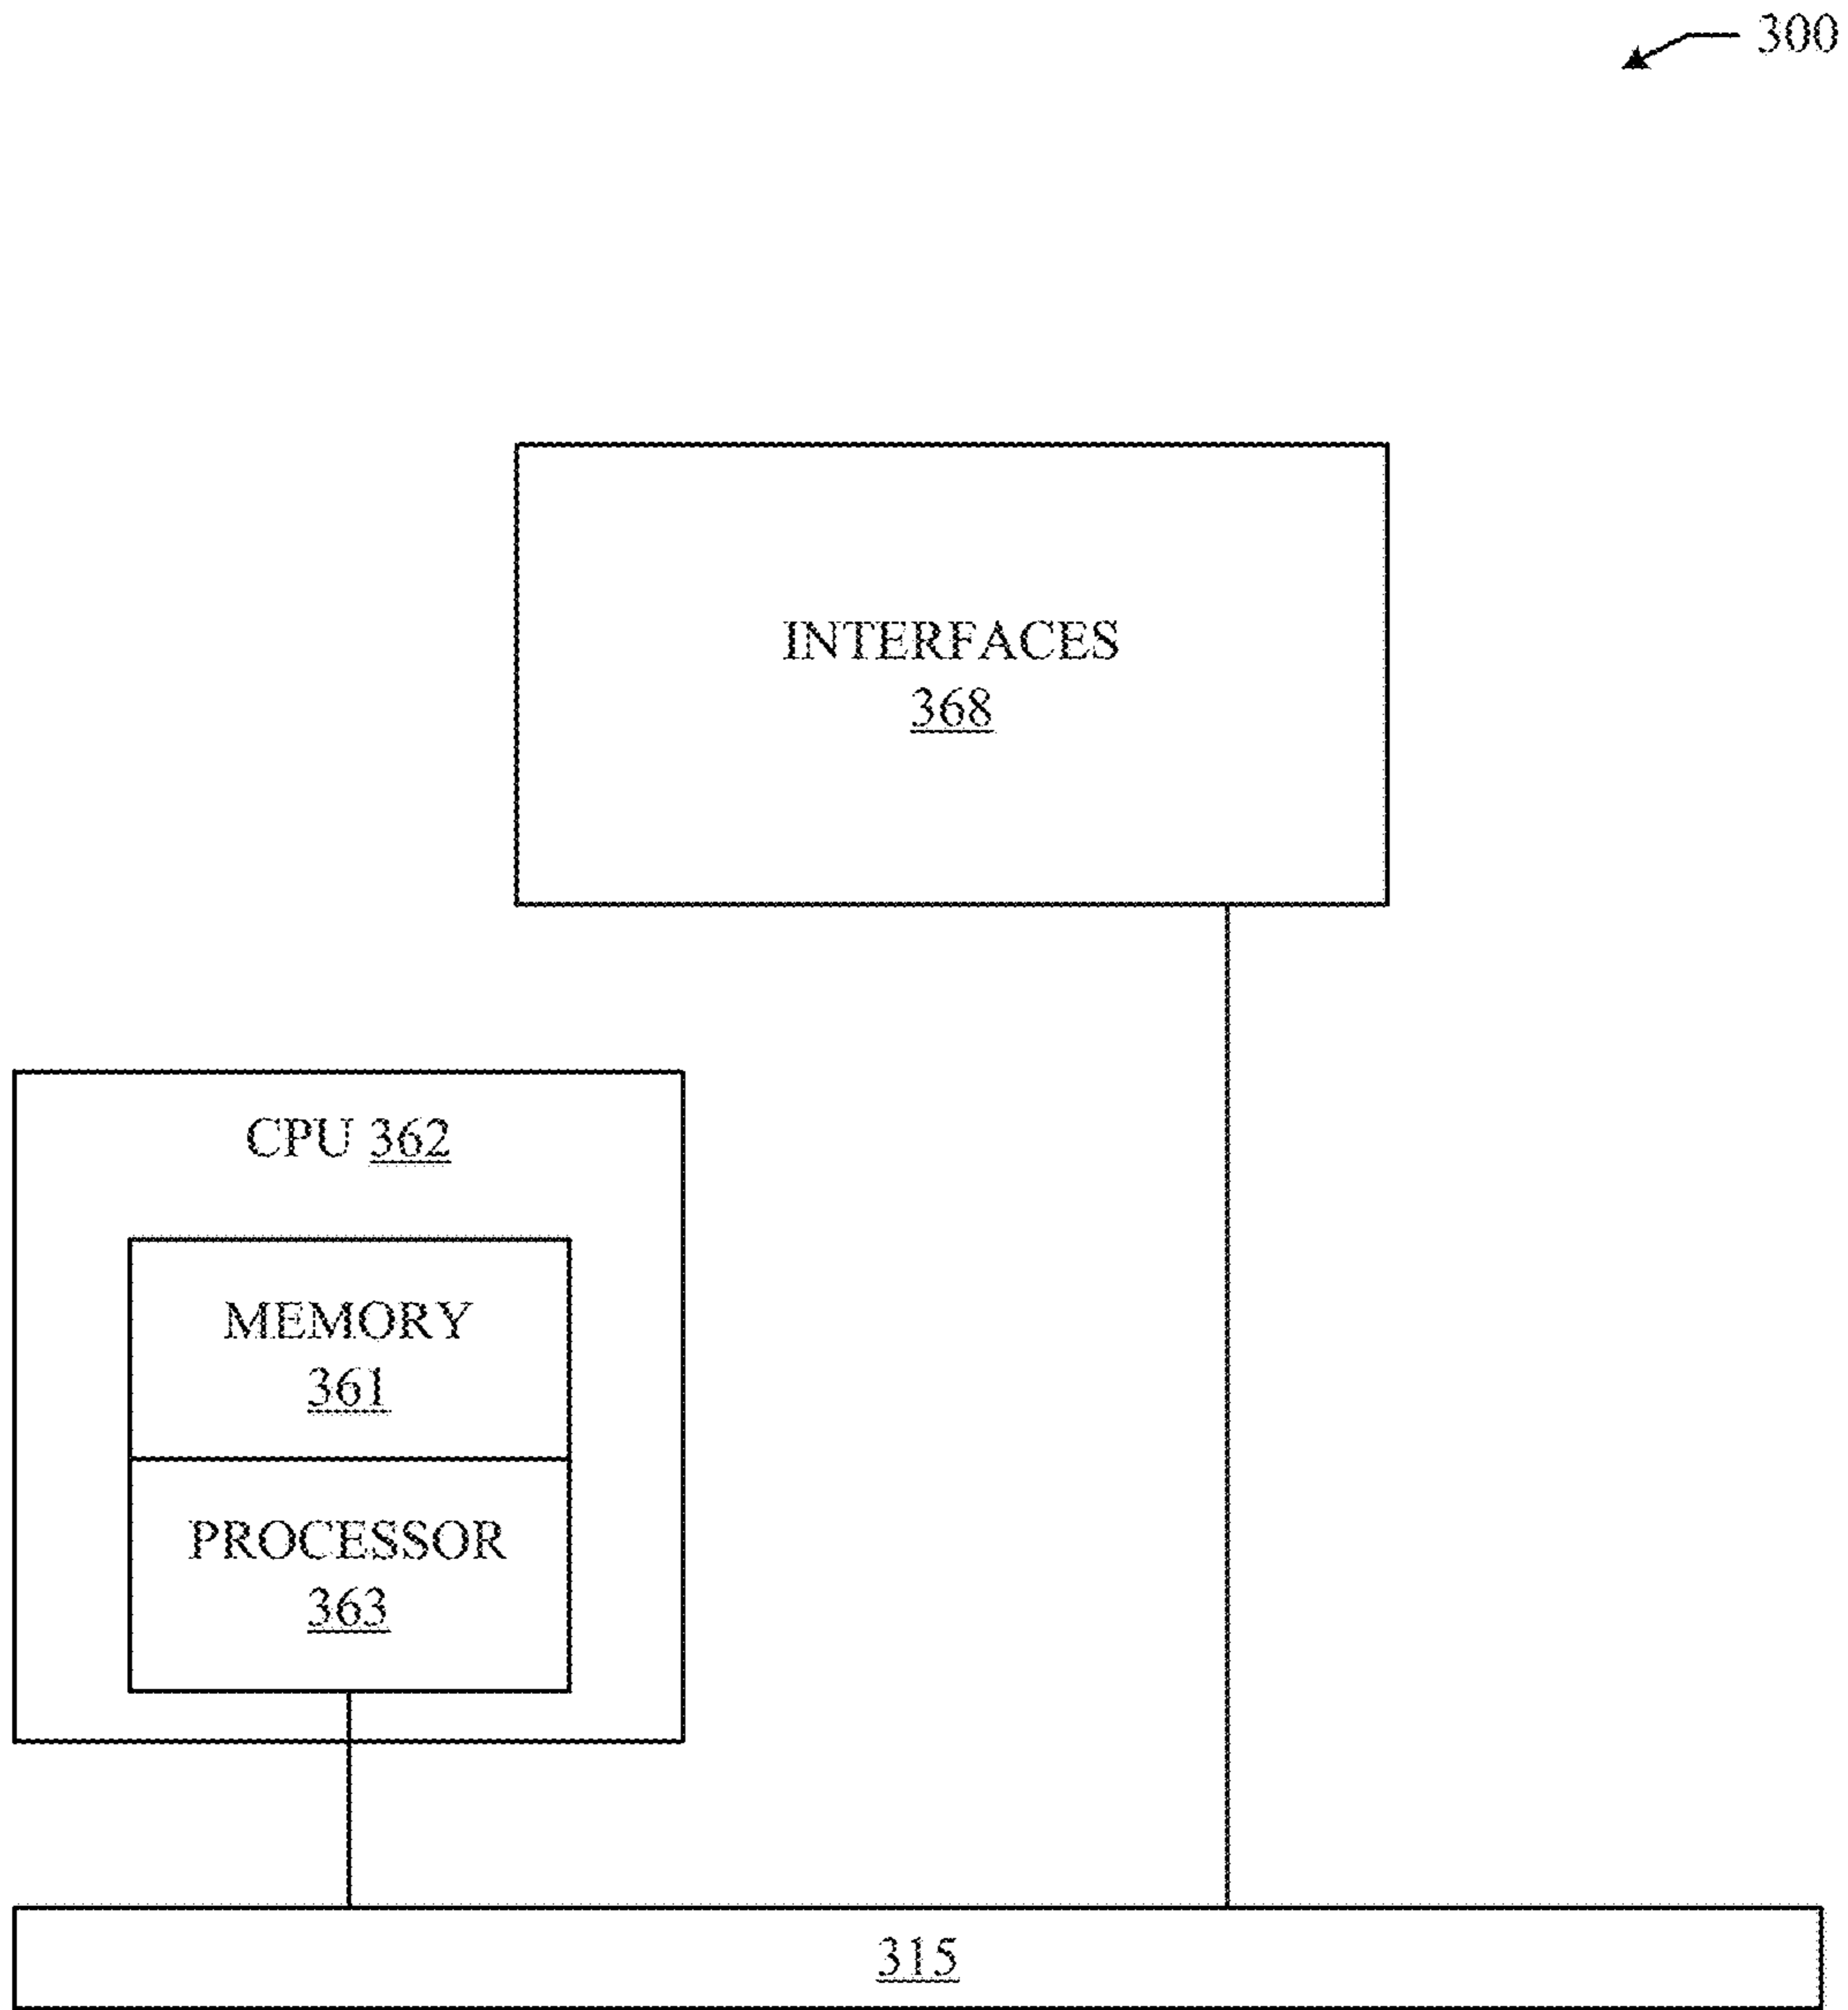 300
INTERFACES
368
CPU 362
MEMORY
361
PROCESSOR
363
315